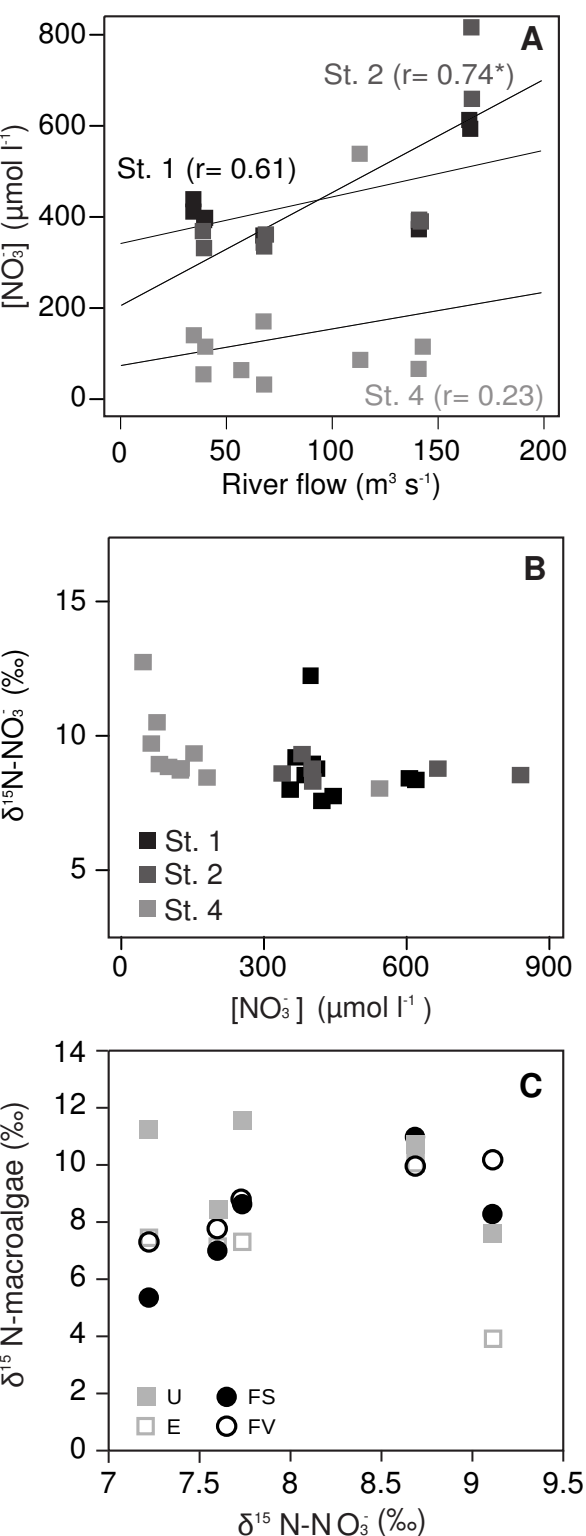 A
800
600
400
200
0
[NO₃⁻] (μmol l⁻¹)
St. 2 (r= 0.74*)
St. 1 (r= 0.61)
St. 4 (r= 0.23)
0 50 100 150 200
River flow (m³ s⁻¹)
B
15
10
5
δ¹⁵N-NO₃⁻ (‰)
St. 1
St. 2
St. 4
0 300 600 900
[NO₃⁻] (μmol l⁻¹)
C
14
12
10
8
6
4
2
0
δ¹⁵ N-macroalgae (‰)
U FS
E FV
7 7.5 8 8.5 9 9.5
δ¹⁵ N-NO₃⁻ (‰)